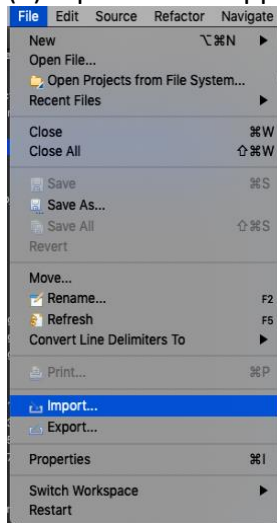 File Edit Source Refactor Navigate
New ⌥⌘N ▶
Open File...
Open Projects from File System...
Recent Files ▶
Close ⌘W
Close All ⇧⌘W
Save ⌘S
Save As...
Save All ⇧⌘S
Revert
Move...
Rename... F2
Refresh F5
Convert Line Delimiters To ▶
Print... ⌘P
Import...
Export...
Properties ⌘I
Switch Workspace ▶
Restart